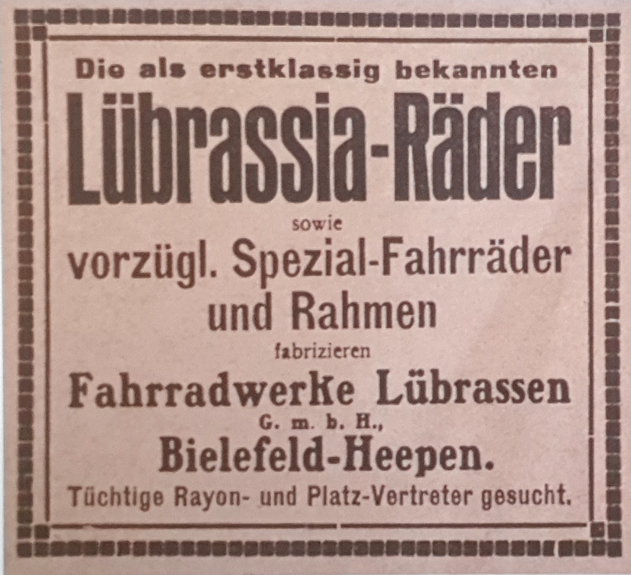 Die als erstklassig bekannten
Lübrassia-Räder
sowie
vorzügl. Spezial-Fahrräder
und Rahmen
fabrizieren
Fahrradwerke Lübrassen
G. m. b. H.,
Bielefeld-Heepen.
Tüchtige Rayon- und Platz-Vertreter gesucht.